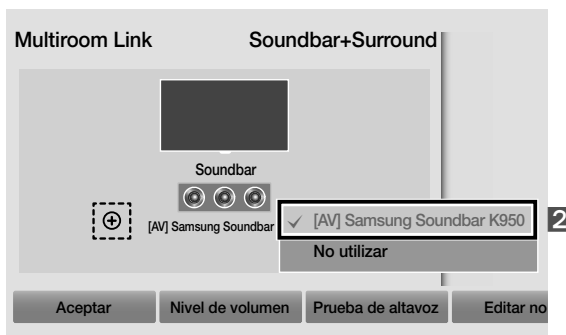 Multiroom Link
Soundbar+Surround
Soundbar
[AV] Samsung Soundbar
✓ [AV] Samsung Soundbar K950
2
No utilizar
Aceptar
Nivel de volumen
Prueba de altavoz
Editar no